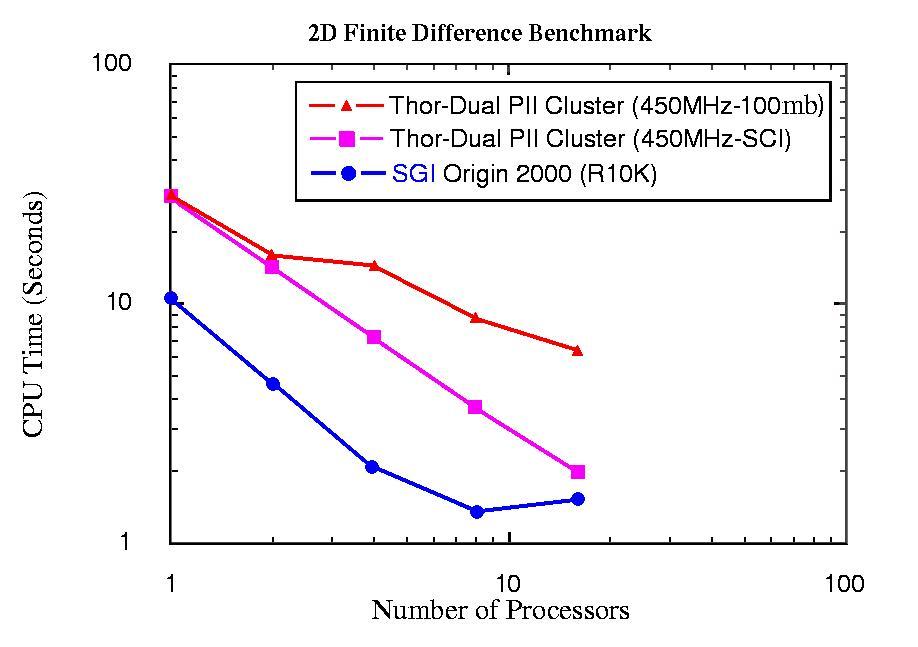 2D Finite Difference Benchmark
100
Thor-Dual PII Cluster (450MHz-100mb)
Thor-Dual PII Cluster (450MHz-SCI)
SGI Origin 2000 (R10K)
CPU Time (Seconds)
10
1
1 10 100
Number of Processors